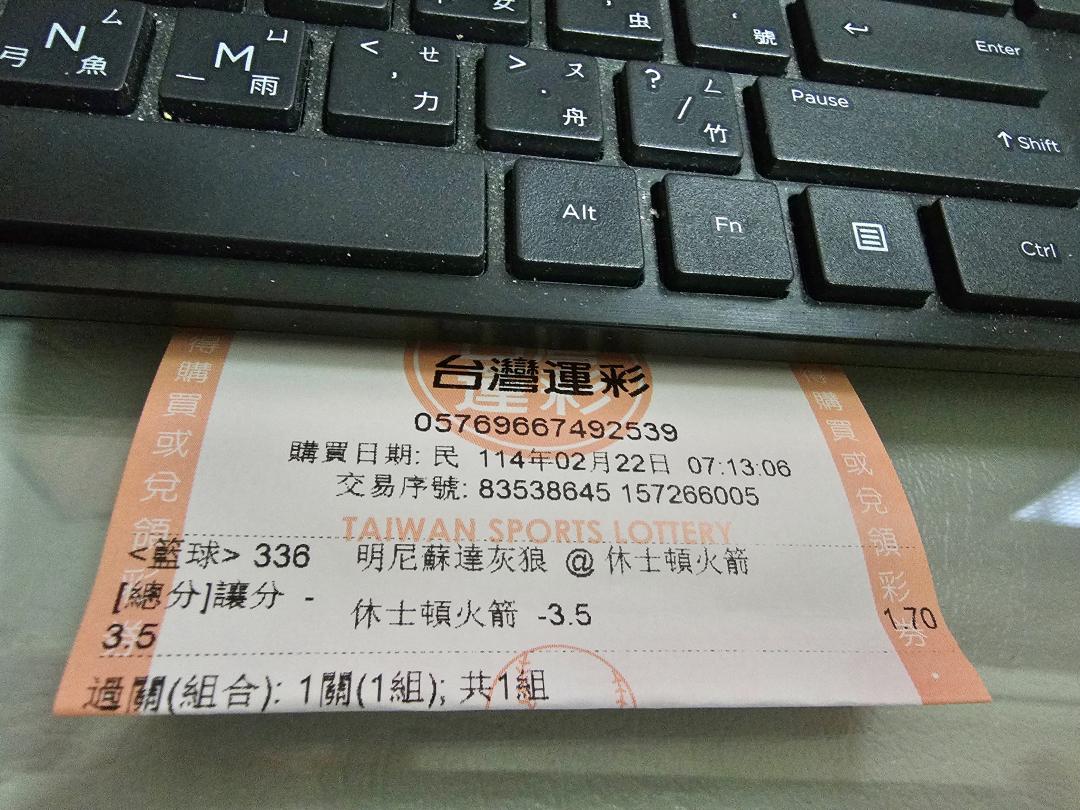 ㄙ N 弓 魚
ㄩ M 一 雨
< ㄝ , 力
女
> ㄡ . 舟
虫
? ㄥ / 竹
號
Enter
Pause
Shift
Alt
Fn
Ctrl
台灣運彩
05769667492539
購買日期: 民 114年02月22日 07:13:06
交易序號: 83538645 157266005
TAIWAN SPORTS LOTTERY
<籃球> 336 明尼蘇達灰狼 @ 休士頓火箭
[總分]讓分 -
3.5
休士頓火箭 -3.5 1.70
過關(組合): 1關(1組); 共1組
得購買或兌領彩券
得購買或兌領彩券